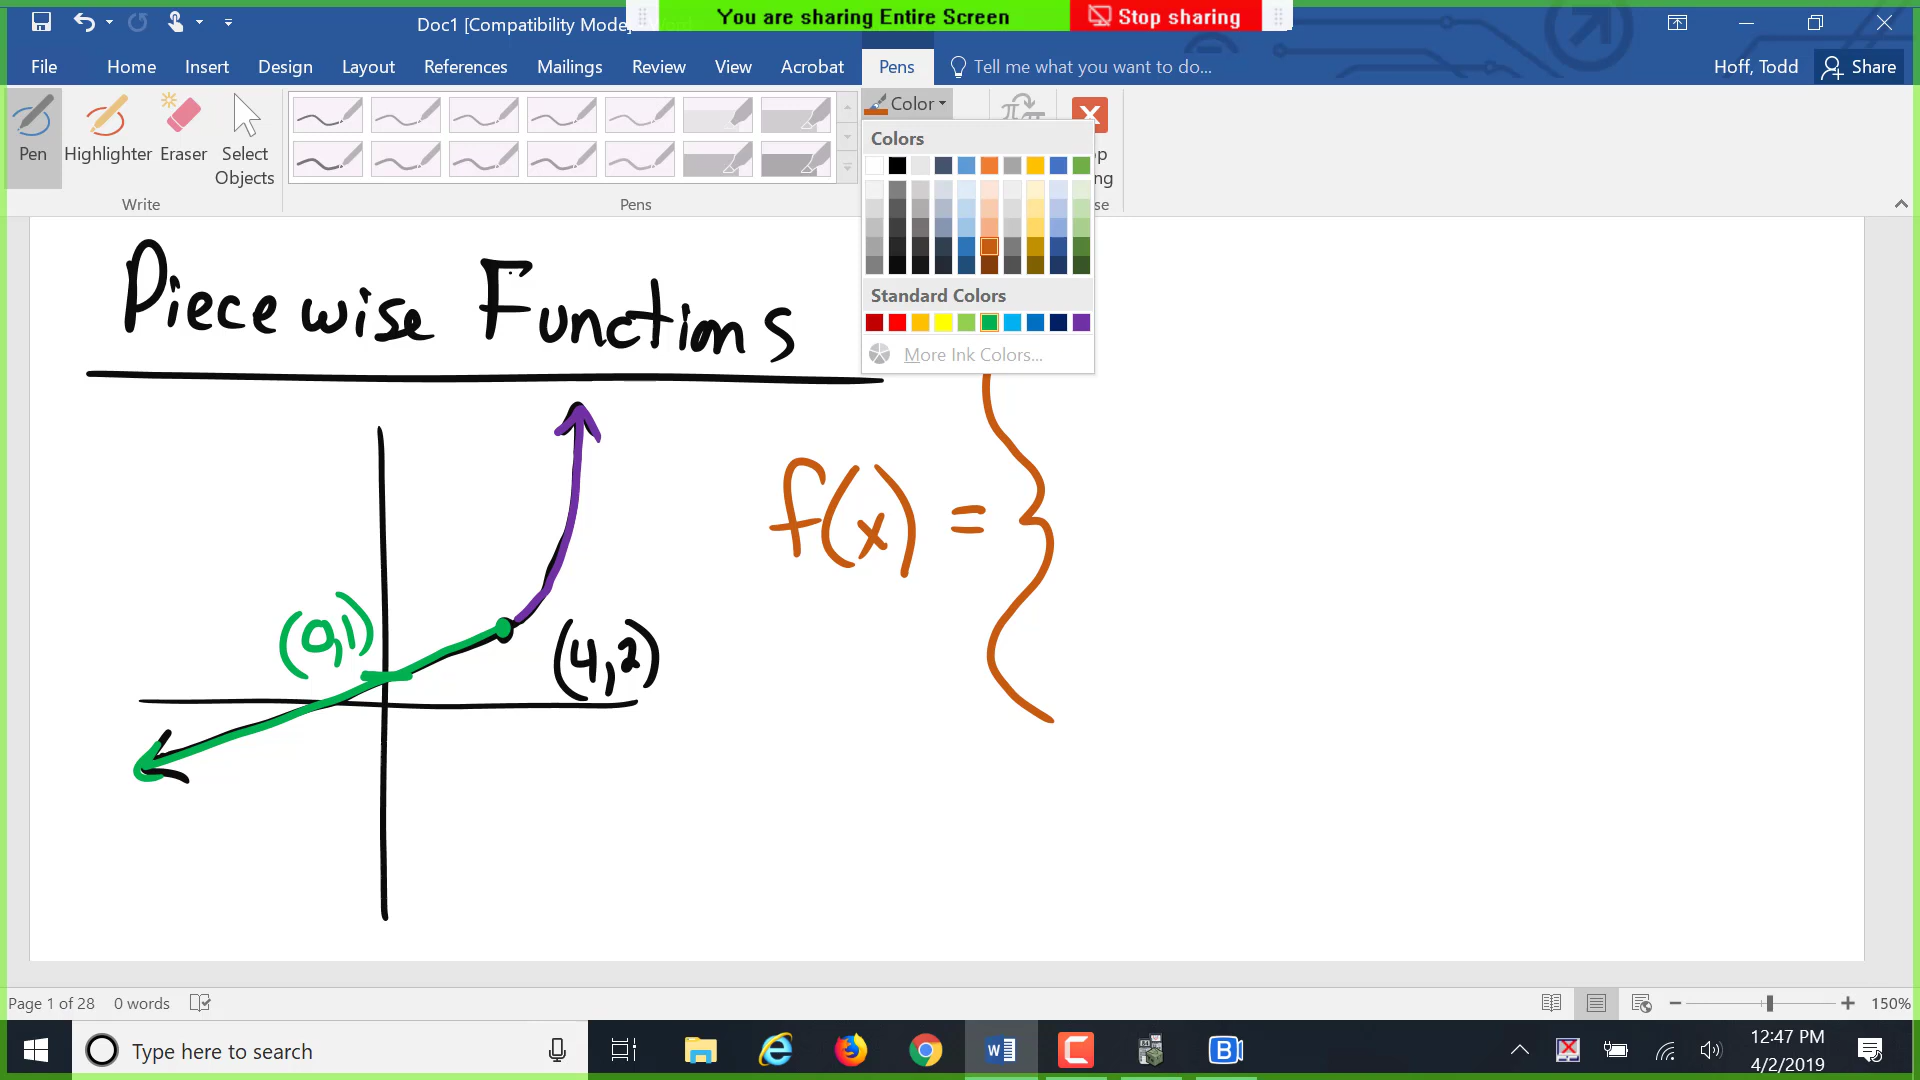 Doc1 [Compatibility Mode]
You are sharing Entire Screen
Stop sharing
File Home Insert Design Layout References Mailings Review View Acrobat Pens Tell me what you want to do... Hoff, Todd Share
Pen Highlighter Eraser Select Objects
Write
Pens
Color
Colors
Standard Colors
More Ink Colors...
Piecewise Functions
f(x) = {
(0,1)
(4,2)
Page 1 of 28 0 words 150%
Type here to search
12:47 PM
4/2/2019